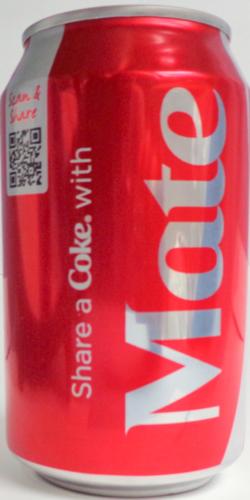 Scan &
Share
Share a Coke. with
Mate